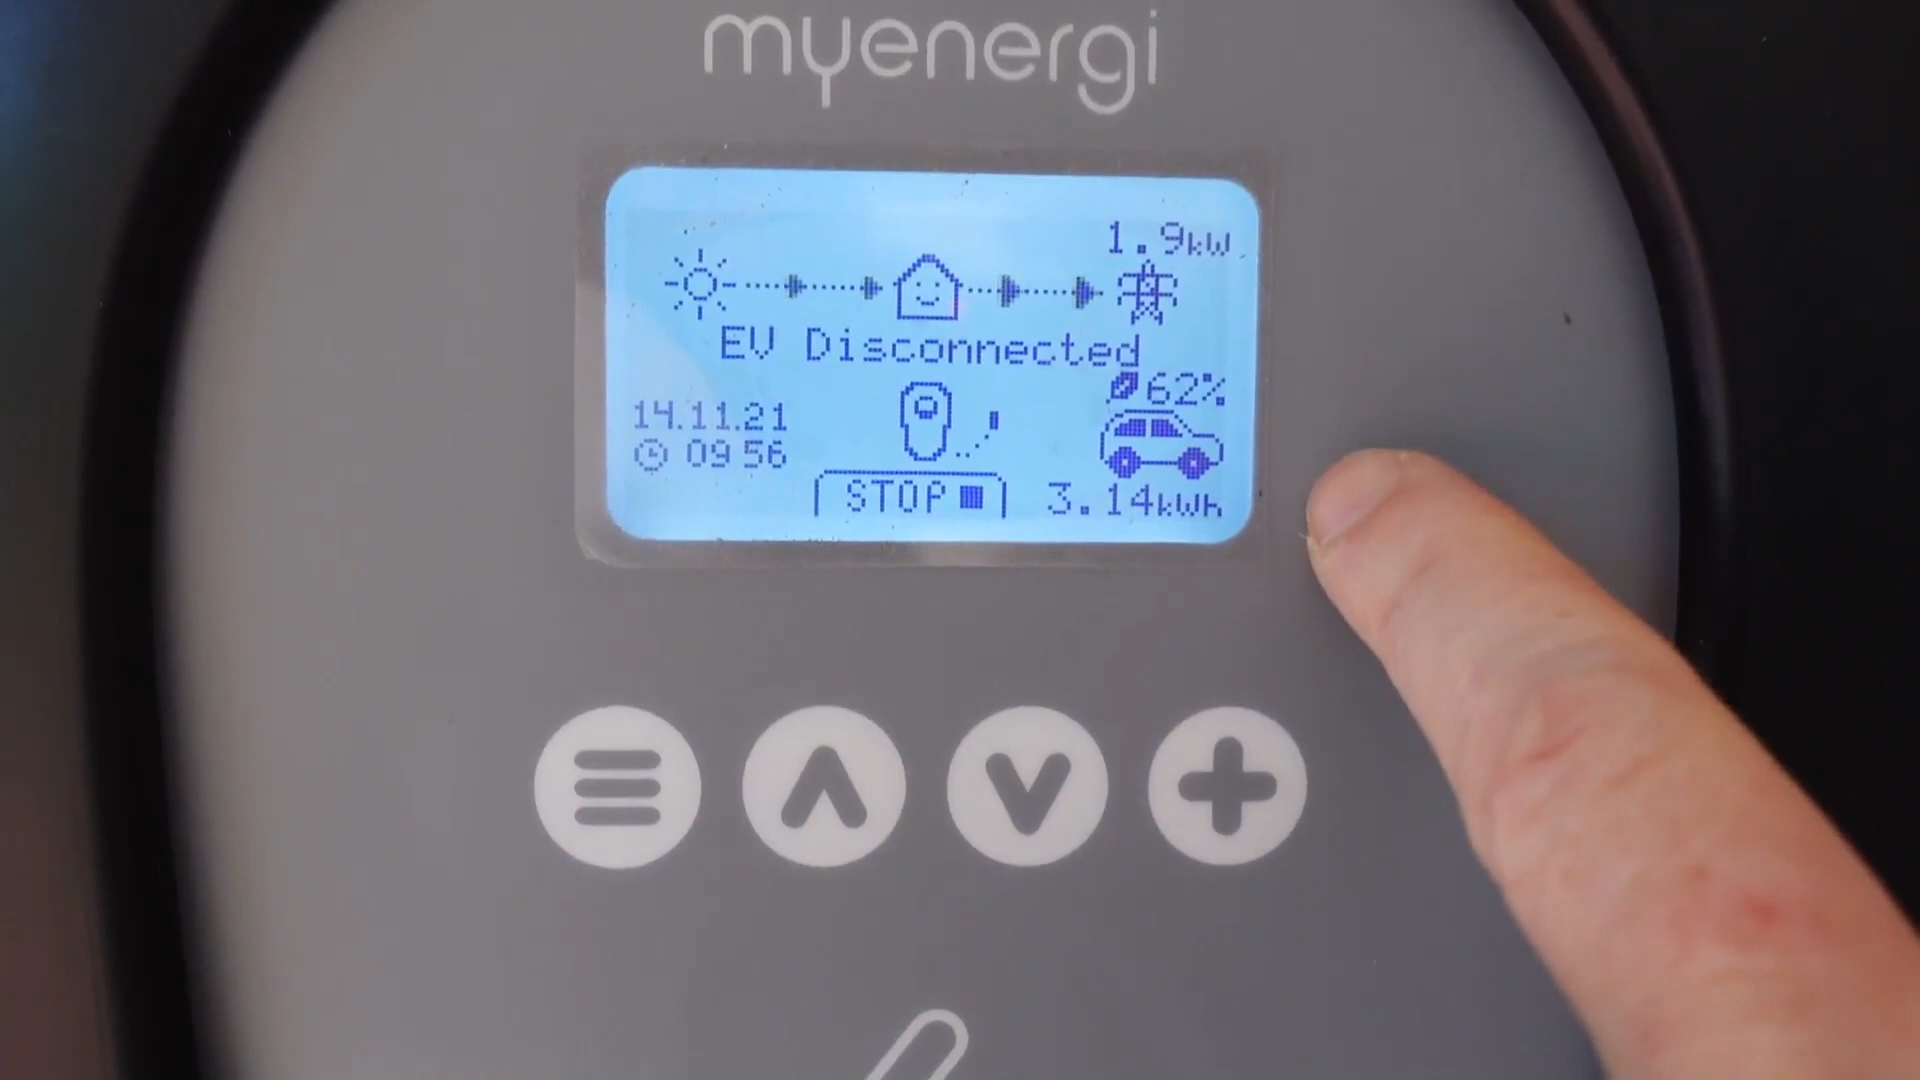 myenergi
1.9kW
EV Disconnected
62%
14.11.21
09 56
STOP
3.14kWh